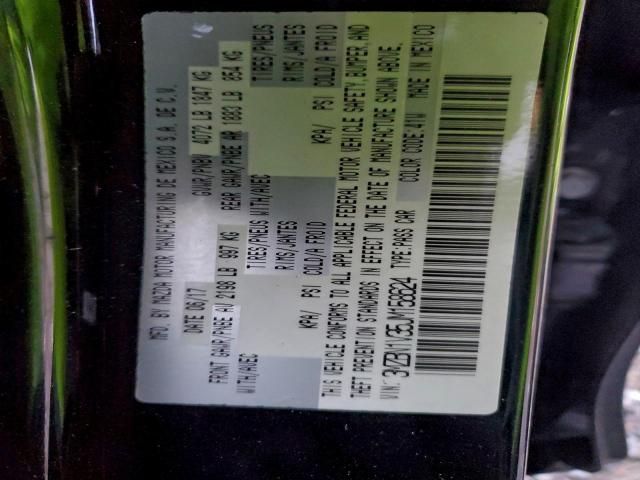 MFD BY MAZDA MOTOR MANUFACTURING DE MEXICO S.A. DE C.V.
DATE 06/17 GVWR/PNBV 4072 LB 1847 KG
FRONT GAWR/PNBE AV 2198 LB 997 KG REAR GAWR/PNBE AR 1883 LB 854 KG
WITH/AVEC TIRES/PNEUS WITH/AVEC TIRES/PNEUS
RIMS/JANTES RIMS/JANTES
KPA/ PSI COLD/A FROID KPA/ PSI COLD/A FROID
THIS VEHICLE CONFORMS TO ALL APPLICABLE FEDERAL MOTOR VEHICLE SAFETY, BUMPER, AND
THEFT PREVENTION STANDARDS IN EFFECT ON THE DATE OF MANUFACTURE SHOWN ABOVE.
VIN: 3MZBN1V35JM158624 TYPE PASS CAR COLOR CODE: 41W MADE IN MEXICO